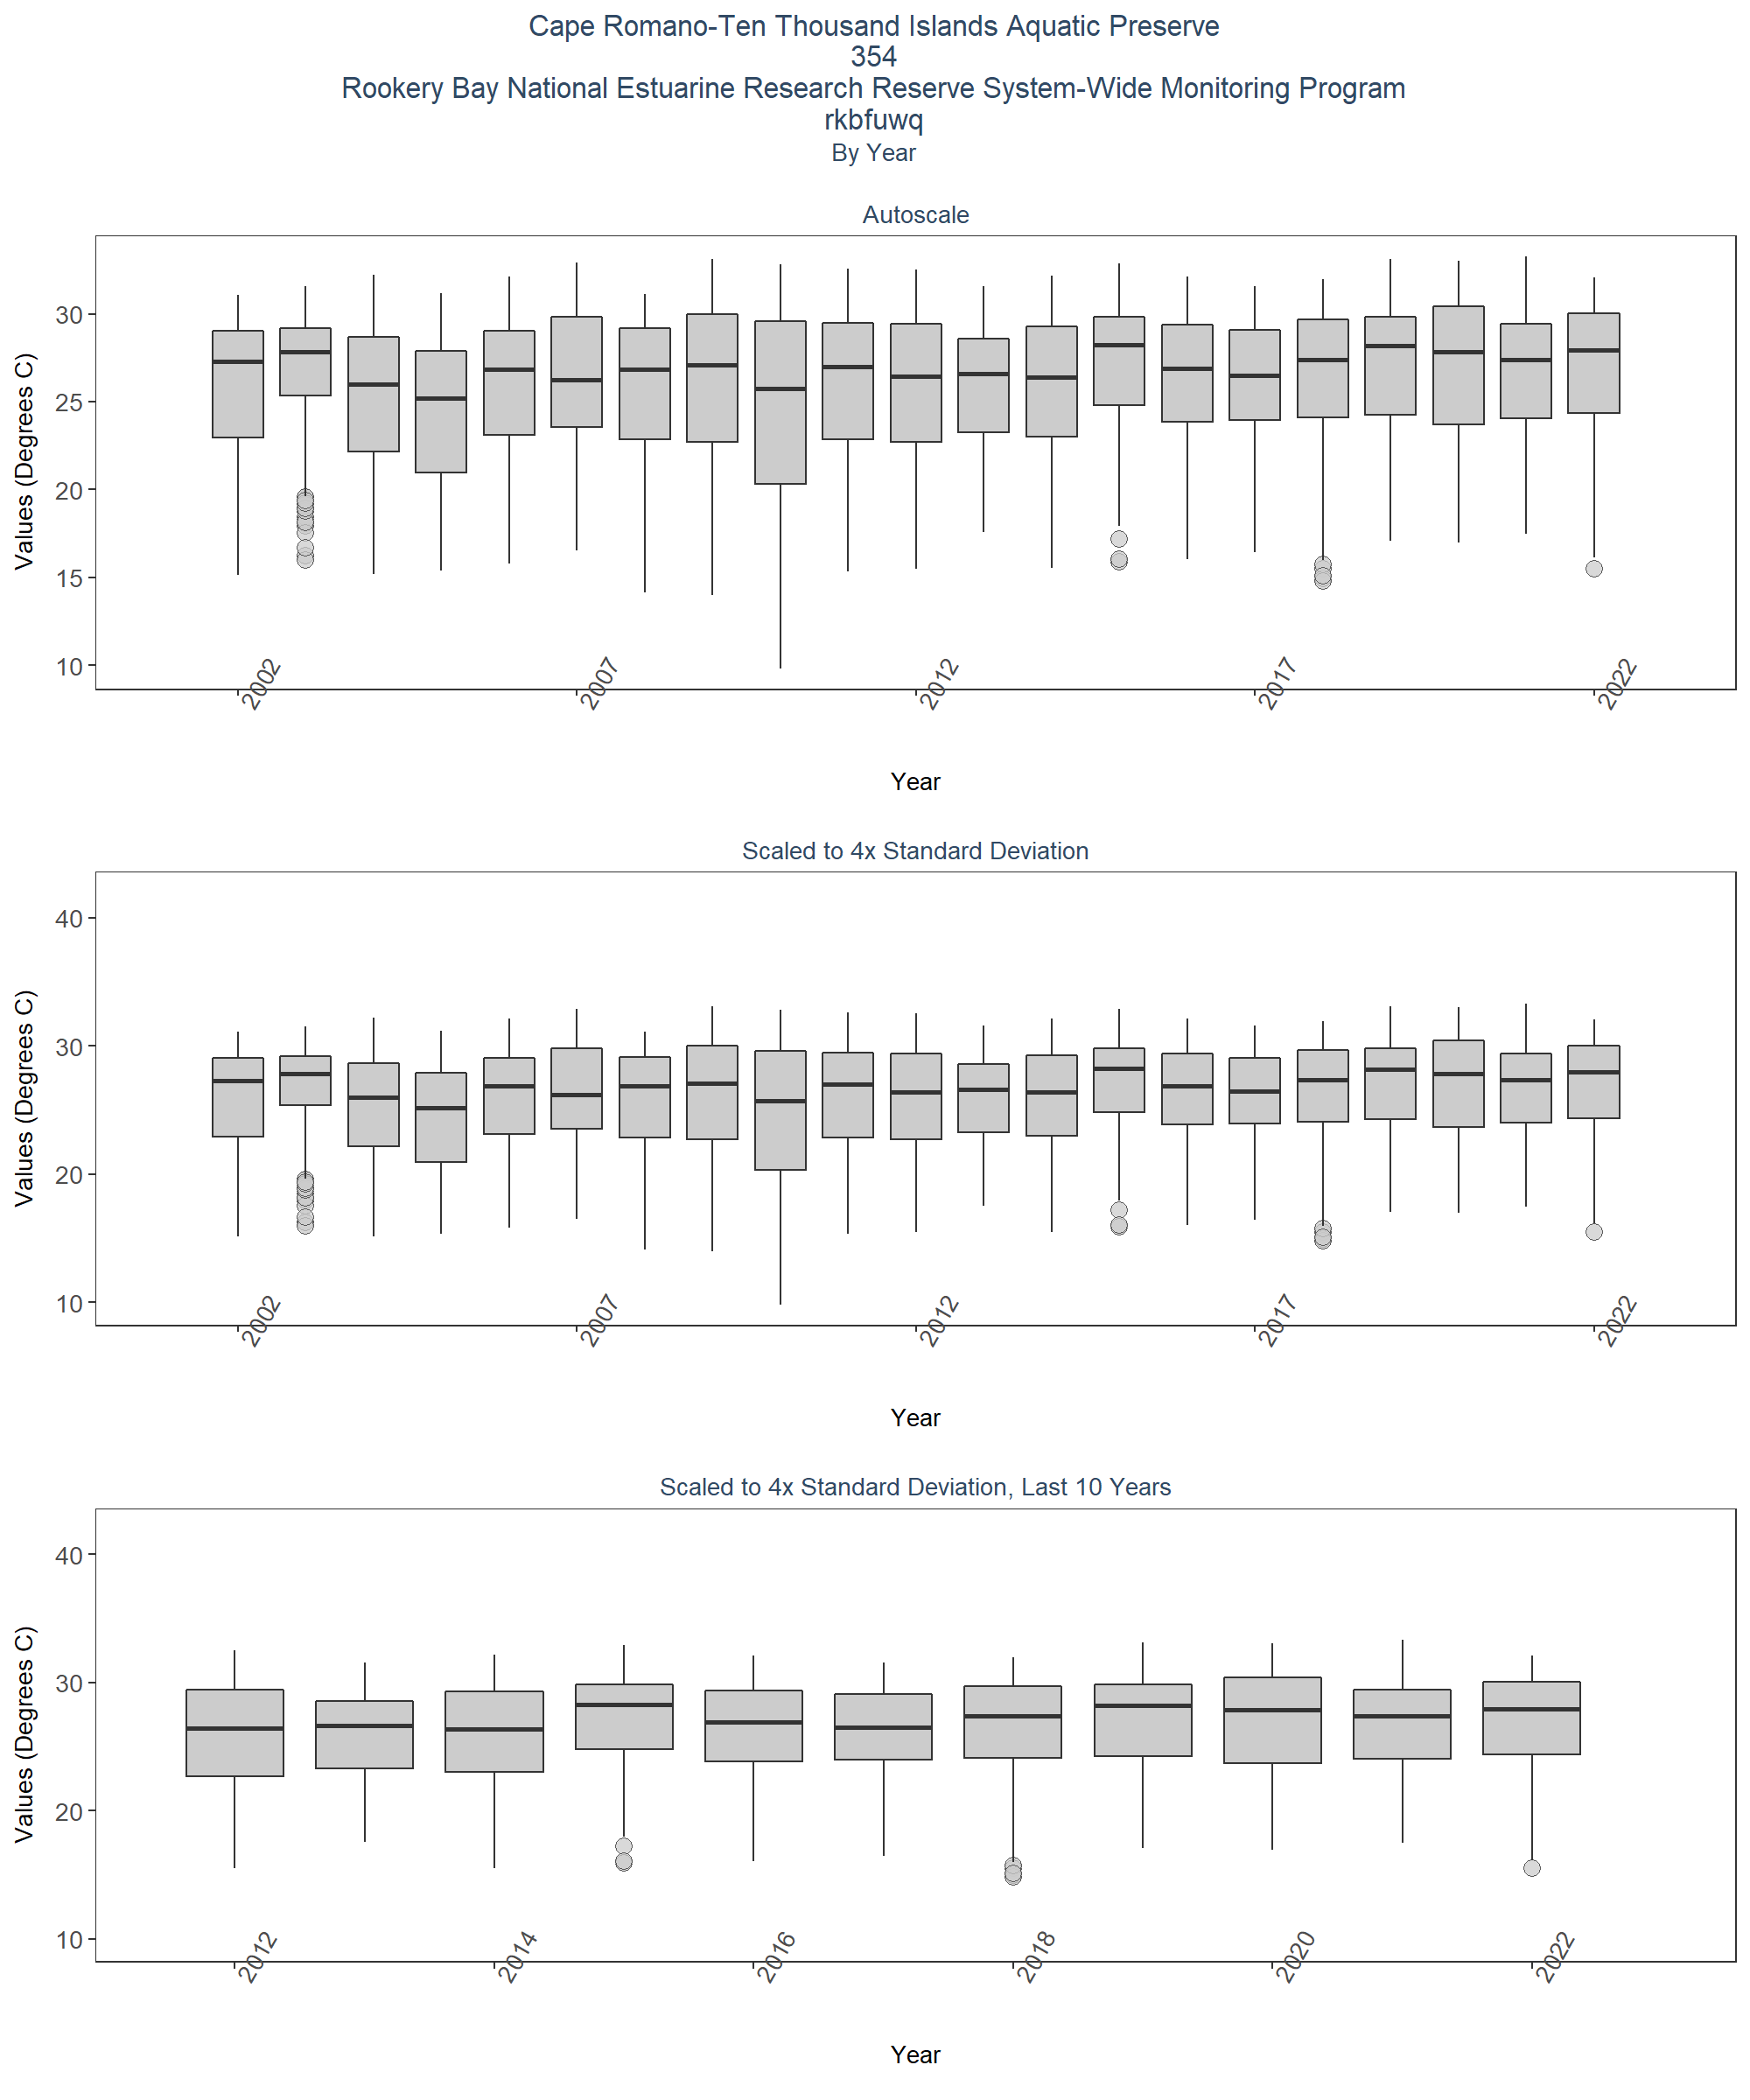 Cape Romano-Ten Thousand Islands Aquatic Preserve
354
Rookery Bay National Estuarine Research Reserve System-Wide Monitoring Program
rkbfuwq
By Year
Autoscale
Values (Degrees C)
30
25
20
15
10
2002
2007
2012
2017
2022
Year
Scaled to 4x Standard Deviation
Values (Degrees C)
40
30
20
10
2002
2007
2012
2017
2022
Year
Scaled to 4x Standard Deviation, Last 10 Years
Values (Degrees C)
40
30
20
10
2012
2014
2016
2018
2020
2022
Year